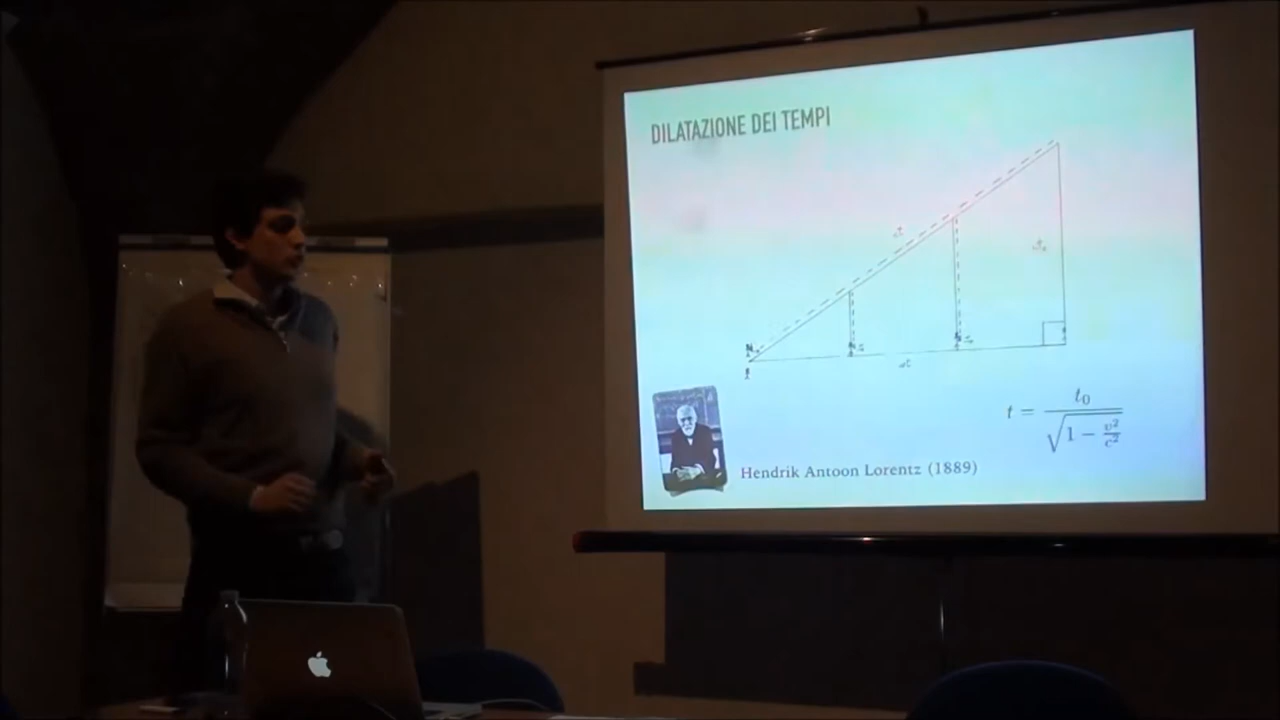 DILATAZIONE DEI TEMPI
t = t₀ / √(1 − v²/c²)
Hendrik Antoon Lorentz (1889)